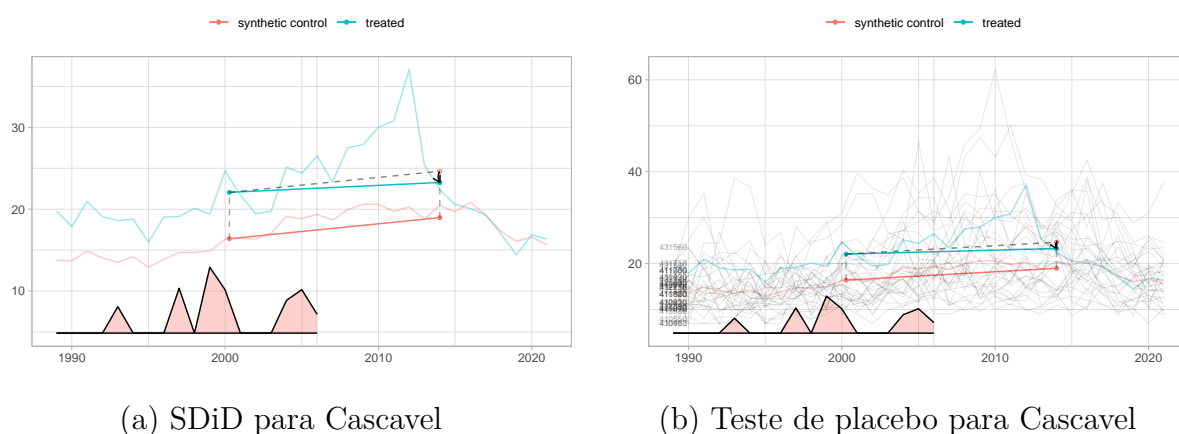 synthetic control treated
synthetic control treated
30
20
10
1990 2000 2010 2020
60
40
20
431560
430983
1990 2000 2010 2020
(a) SDiD para Cascavel
(b) Teste de placebo para Cascavel